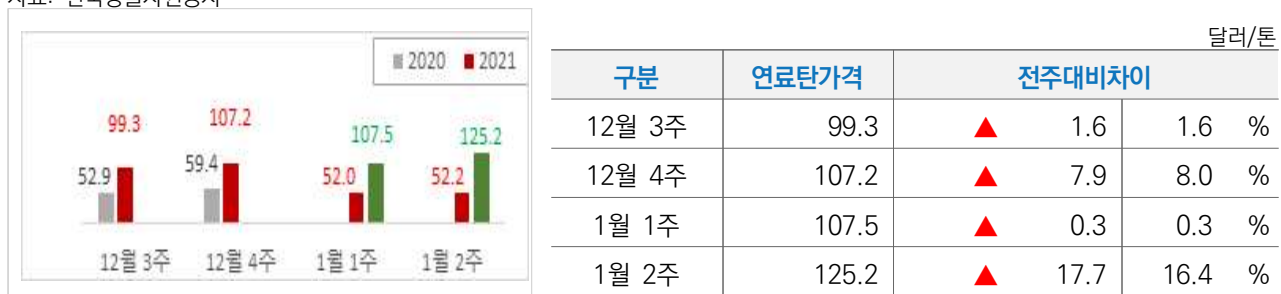 2020 2021
99.3 107.2 107.5 125.2
52.9 59.4 52.0 52.2
12월 3주 12월 4주 1월 1주 1월 2주
달러/톤
구분 연료탄가격 전주대비차이
12월 3주 99.3 ▲ 1.6 1.6 %
12월 4주 107.2 ▲ 7.9 8.0 %
1월 1주 107.5 ▲ 0.3 0.3 %
1월 2주 125.2 ▲ 17.7 16.4 %